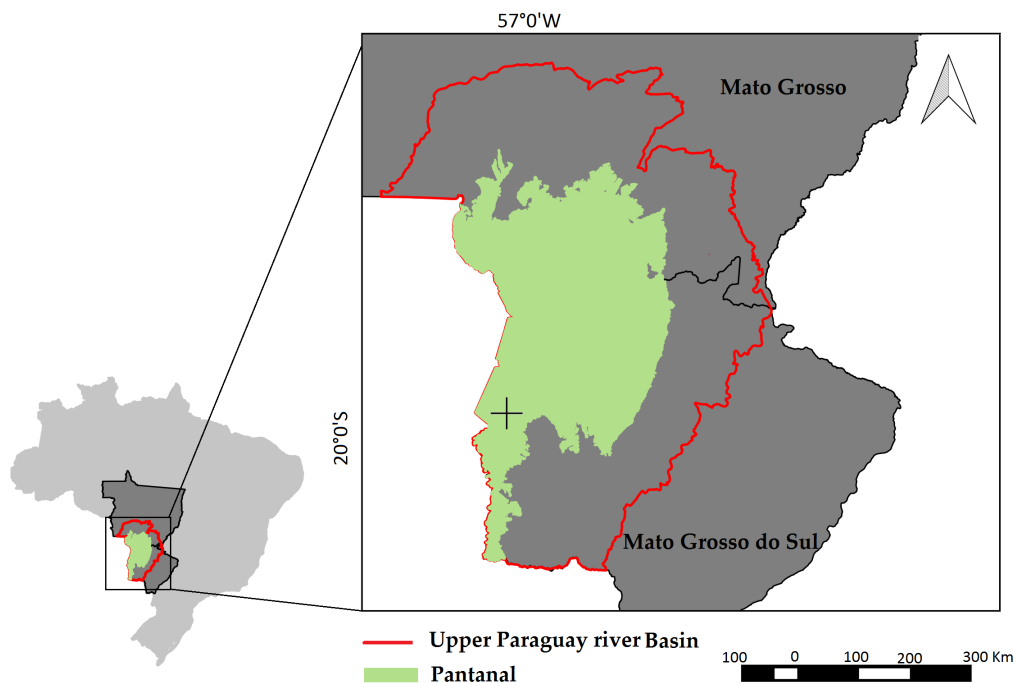 57°0'W
Mato Grosso
20°0'S
Mato Grosso do Sul
Upper Paraguay river Basin
Pantanal
100 0 100 200 300 Km